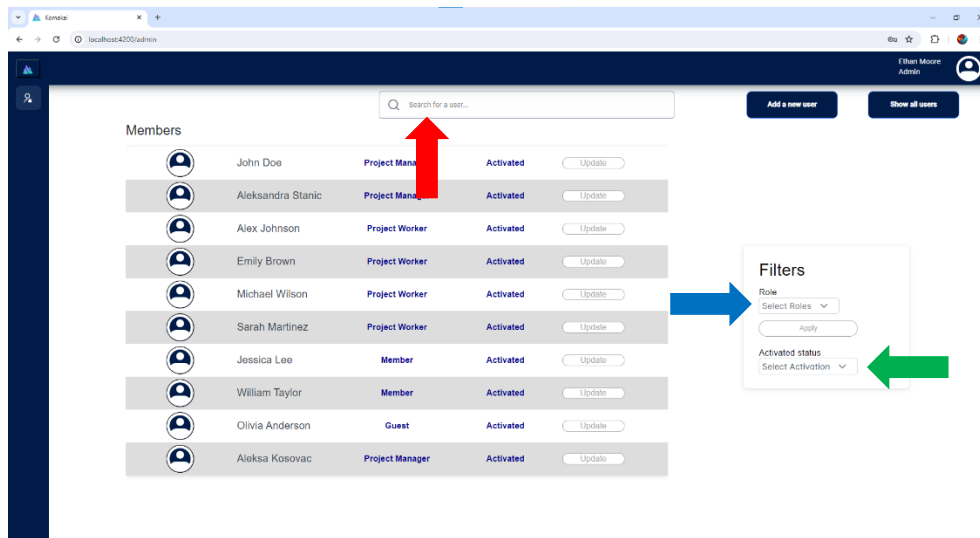 Komakai
localhost:4200/admin
Ethan Moore
Admin
Search for a user...
Add a new user
Show all users
Members
John Doe Project Mana Activated Update
Aleksandra Stanic Project Manager Activated Update
Alex Johnson Project Worker Activated Update
Emily Brown Project Worker Activated Update
Michael Wilson Project Worker Activated Update
Sarah Martinez Project Worker Activated Update
Jessica Lee Member Activated Update
William Taylor Member Activated Update
Olivia Anderson Guest Activated Update
Aleksa Kosovac Project Manager Activated Update
Filters
Role
Select Roles
Apply
Activated status
Select Activation